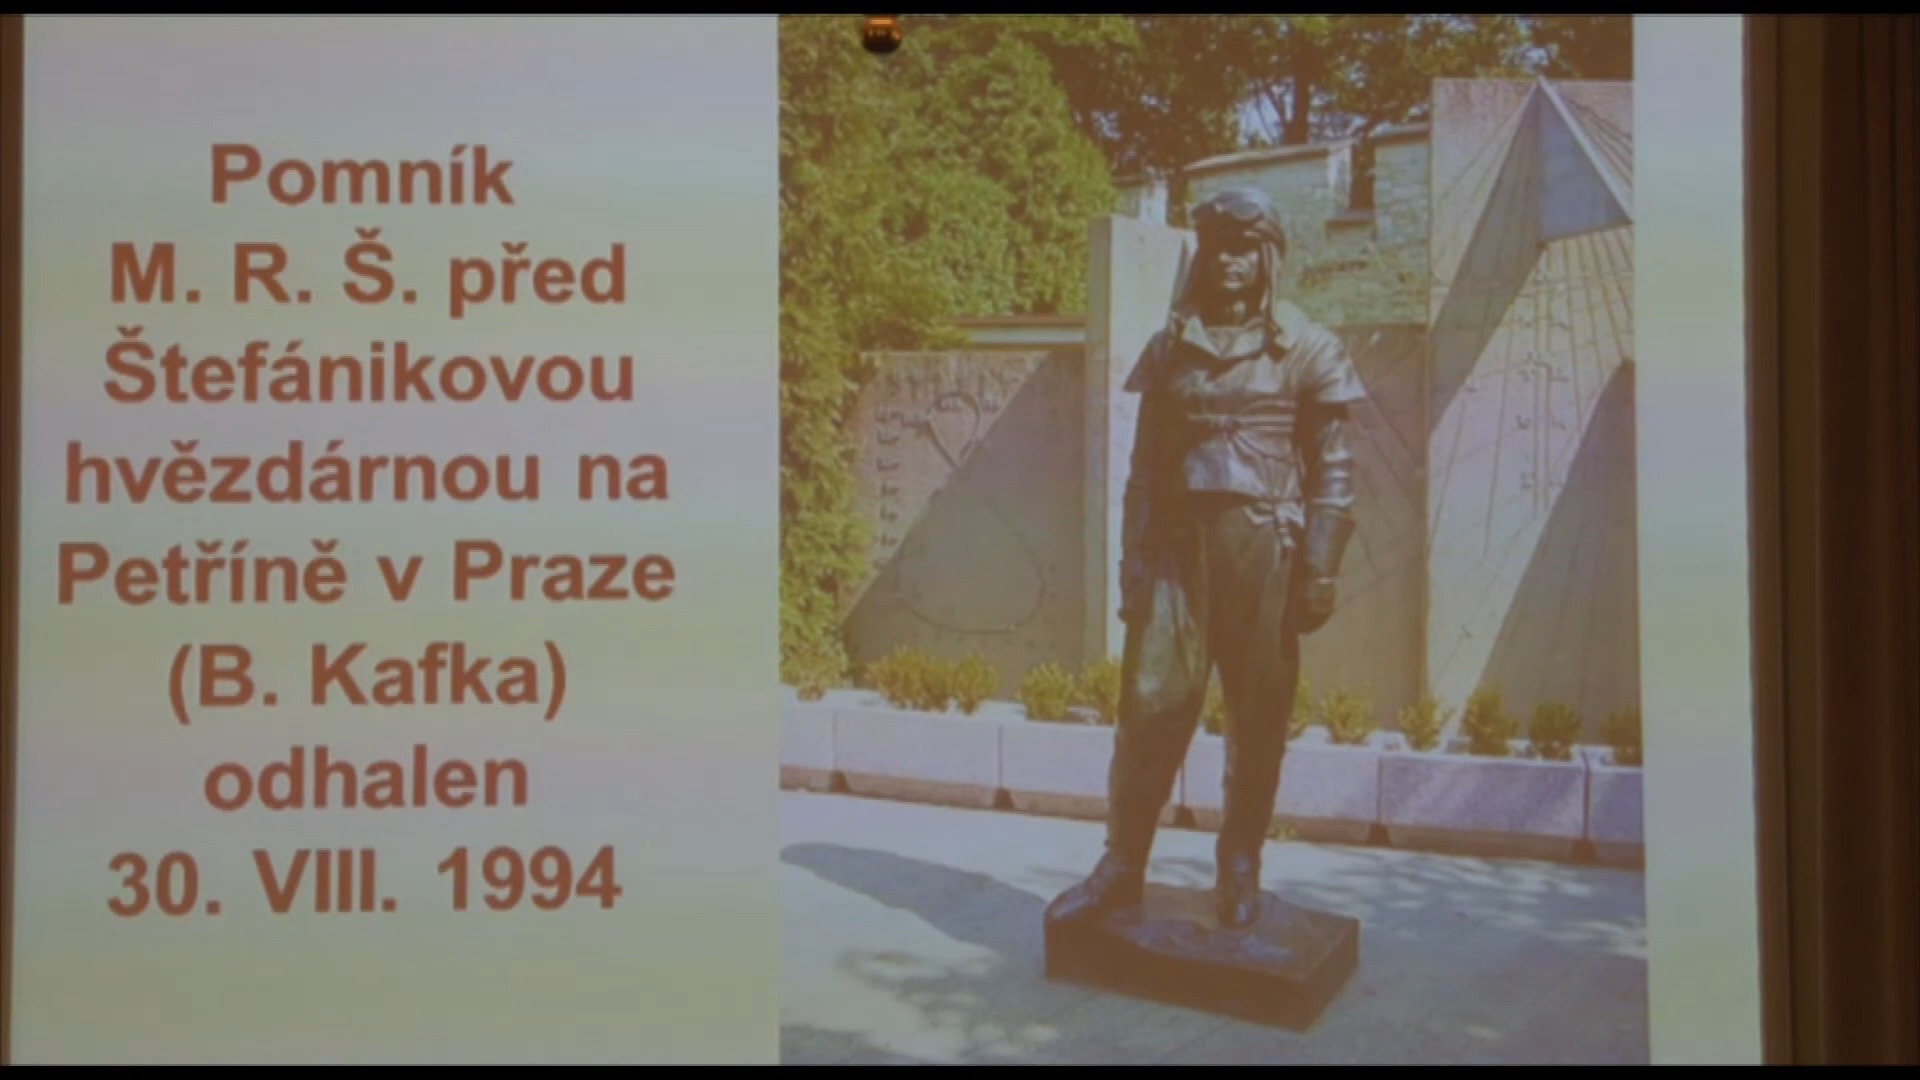 Pomník
M. R. Š. před
Štefánikovou
hvězdárnou na
Petříně v Praze
(B. Kafka)
odhalen
30. VIII. 1994